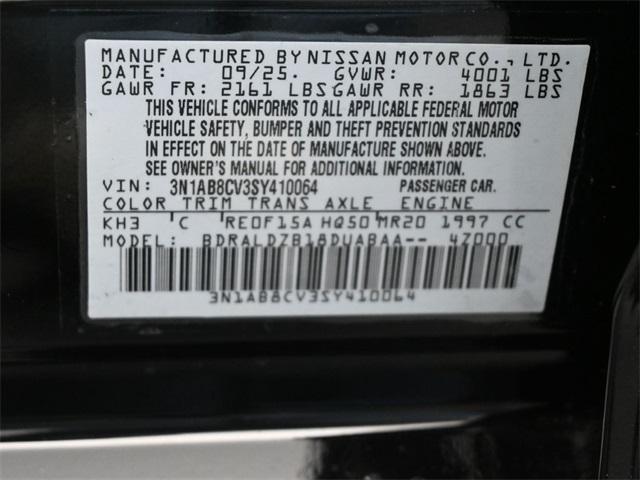 MANUFACTURED BY NISSAN MOTOR CO., LTD.
DATE: 09/25. GVWR: 4001 LBS
GAWR FR: 2161 LBS GAWR RR: 1863 LBS
THIS VEHICLE CONFORMS TO ALL APPLICABLE FEDERAL MOTOR
VEHICLE SAFETY, BUMPER AND THEFT PREVENTION STANDARDS
IN EFFECT ON THE DATE OF MANUFACTURE SHOWN ABOVE.
SEE OWNER'S MANUAL FOR ADDITIONAL INFORMATION.
VIN: 3N1AB8CV3SY410064 PASSENGER CAR.
COLOR TRIM TRANS AXLE ENGINE
KH3 C RE0F15A HQ50 MR20 1997 CC
MODEL: BDRALDZB18DUABAA-- 4Z000
3N1AB8CV3SY410064